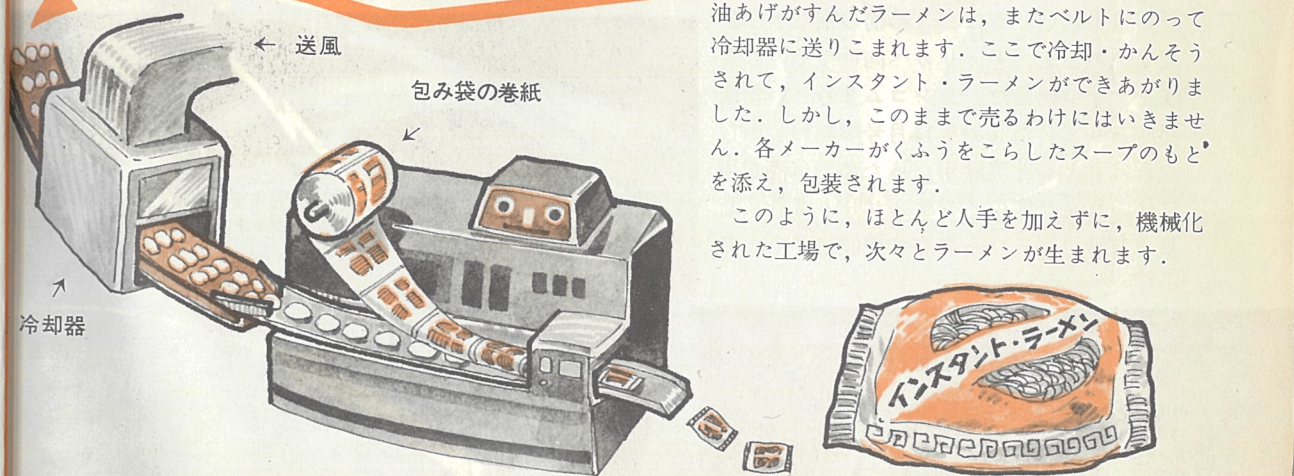 送風
包み袋の巻紙
冷却器
油あげがすんだラーメンは，またベルトにのって
冷却器に送りこまれます．ここで冷却・かんそう
されて，インスタント・ラーメンができあがりま
した．しかし，このままで売るわけにはいきませ
ん．各メーカーがくふうをこらしたスープのもと
を添え，包装されます．
このように，ほとんど人手を加えずに，機械化
された工場で，次々とラーメンが生まれます．
インスタント・ラーメン